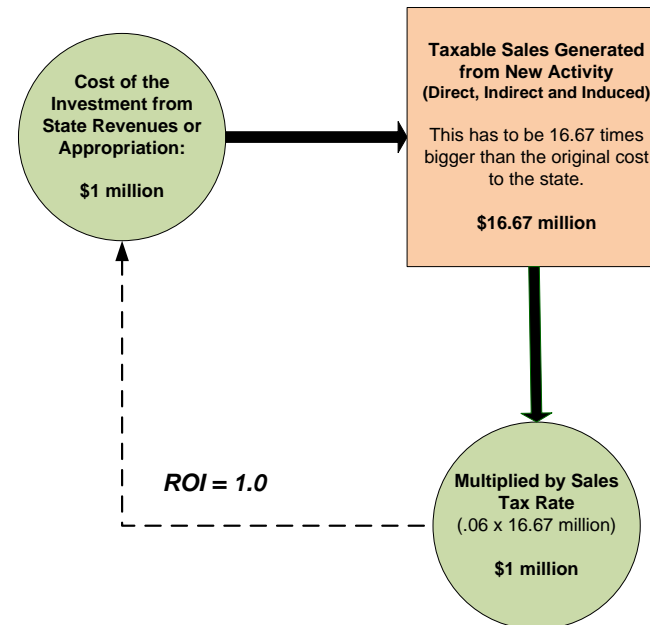 Cost of the
Investment from
State Revenues or
Appropriation:
$1 million
Taxable Sales Generated
from New Activity
(Direct, Indirect and Induced)
This has to be 16.67 times
bigger than the original cost
to the state.
$16.67 million
ROI = 1.0
Multiplied by Sales
Tax Rate
(.06 x 16.67 million)
$1 million